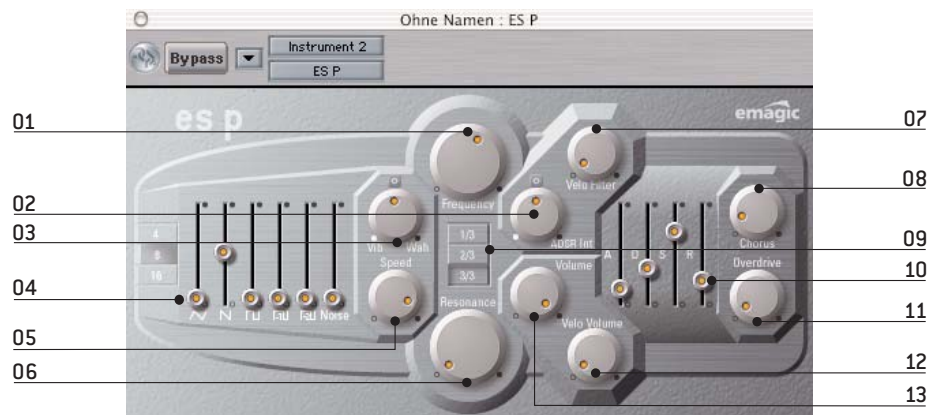 Ohne Namen : ES P
Bypass
Instrument 2
ES P
es p
emagic
01
07
Velo Filter
08
Frequency
02
4
1/3
03
Vib
Wah
ADSR Int
A
D
S
R
Chorus
09
8
Speed
2/3
Volume
Overdrive
16
3/3
10
04
Noise
Resonance
11
05
Velo Volume
12
06
13